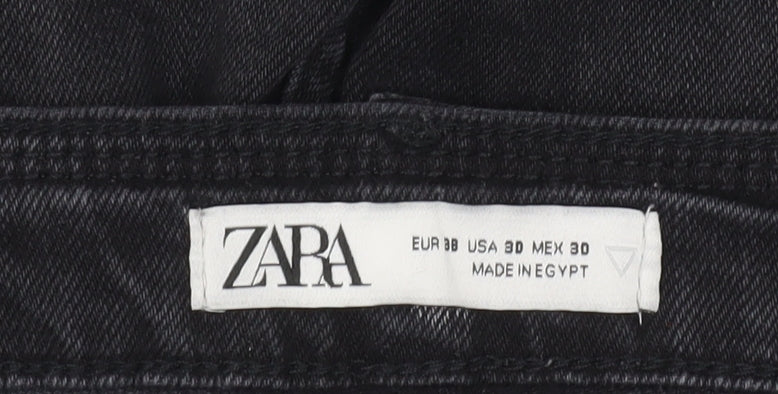 ZARA
EUR 38 USA 30 MEX 30
MADE IN EGYPT